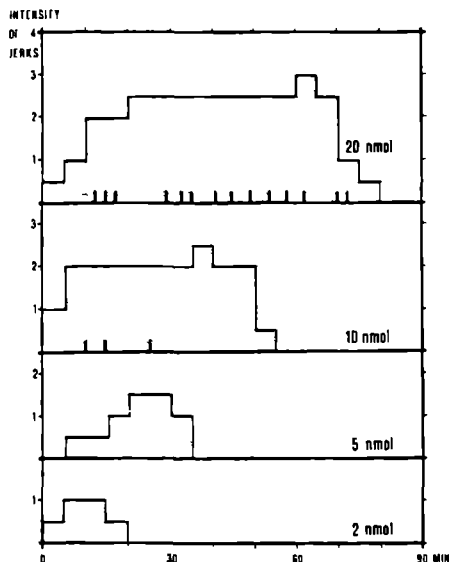 INTENSITY
OF 4
JERKS
3
2
1
20 nmol
3
2
1
10 nmol
2
1
5 nmol
1
2 nmol
0 30 60 90 MIN